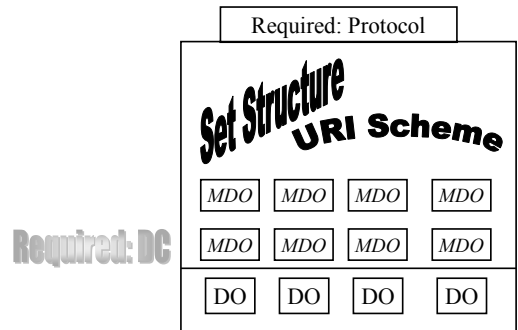 Required: Protocol
Set Structure
URI Scheme
MDO MDO MDO MDO
Required: DC
MDO MDO MDO MDO
DO DO DO DO